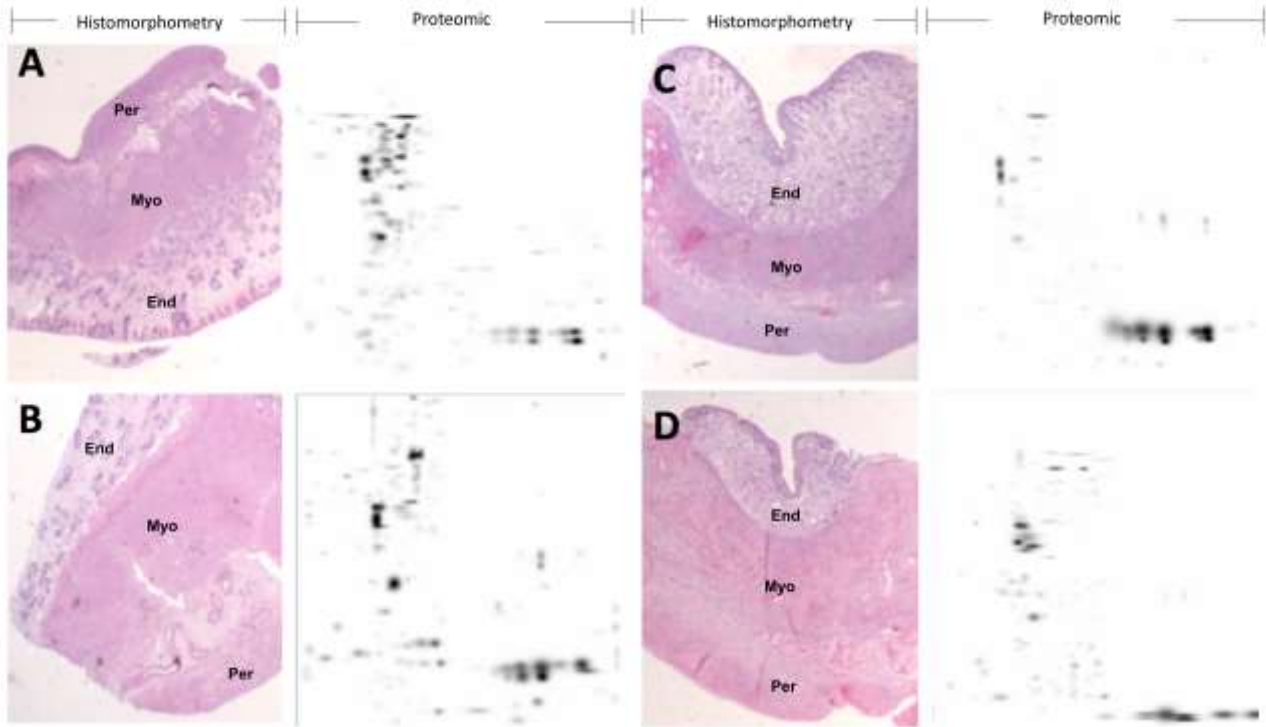 Histomorphometry Proteomic Histomorphometry Proteomic
A
Per
Myo
End
C
End
Myo
Per
B
End
Myo
Per
D
End
Myo
Per